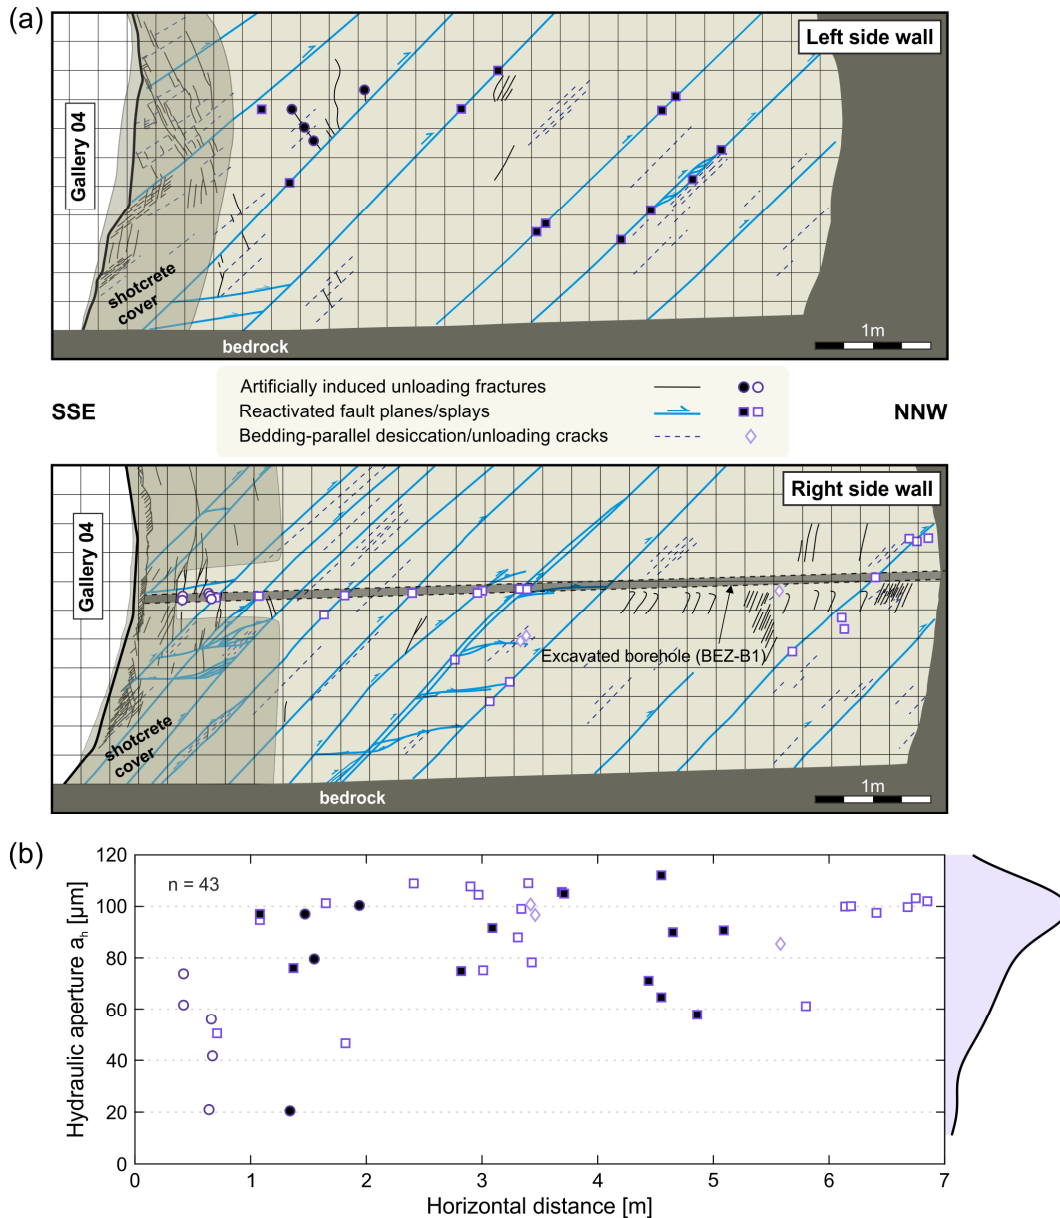 (a)
Left side wall
Gallery 04
shotcrete
cover
bedrock
1m
Artificially induced unloading fractures
Reactivated fault planes/splays
Bedding-parallel desiccation/unloading cracks
SSE
NNW
Right side wall
Gallery 04
Excavated borehole (BEZ-B1)
shotcrete
cover
bedrock
1m
(b)
120
100
80
60
40
20
0
n = 43
Hydraulic aperture aₕ [µm]
0 1 2 3 4 5 6 7
Horizontal distance [m]